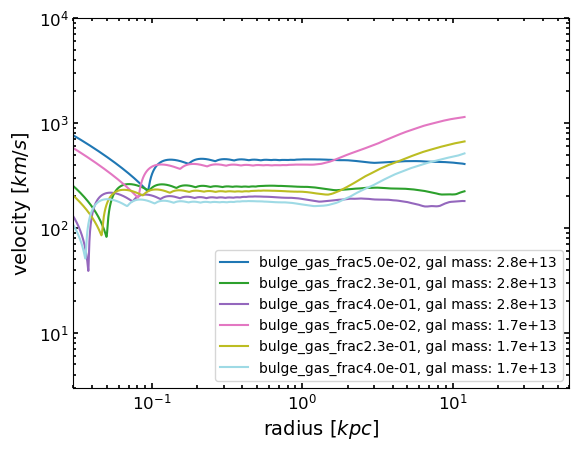 10^4
10^3
10^2
10^1
velocity [km/s]
bulge_gas_frac5.0e-02, gal mass: 2.8e+13
bulge_gas_frac2.3e-01, gal mass: 2.8e+13
bulge_gas_frac4.0e-01, gal mass: 2.8e+13
bulge_gas_frac5.0e-02, gal mass: 1.7e+13
bulge_gas_frac2.3e-01, gal mass: 1.7e+13
bulge_gas_frac4.0e-01, gal mass: 1.7e+13
10^−1 10^0 10^1
radius [kpc]